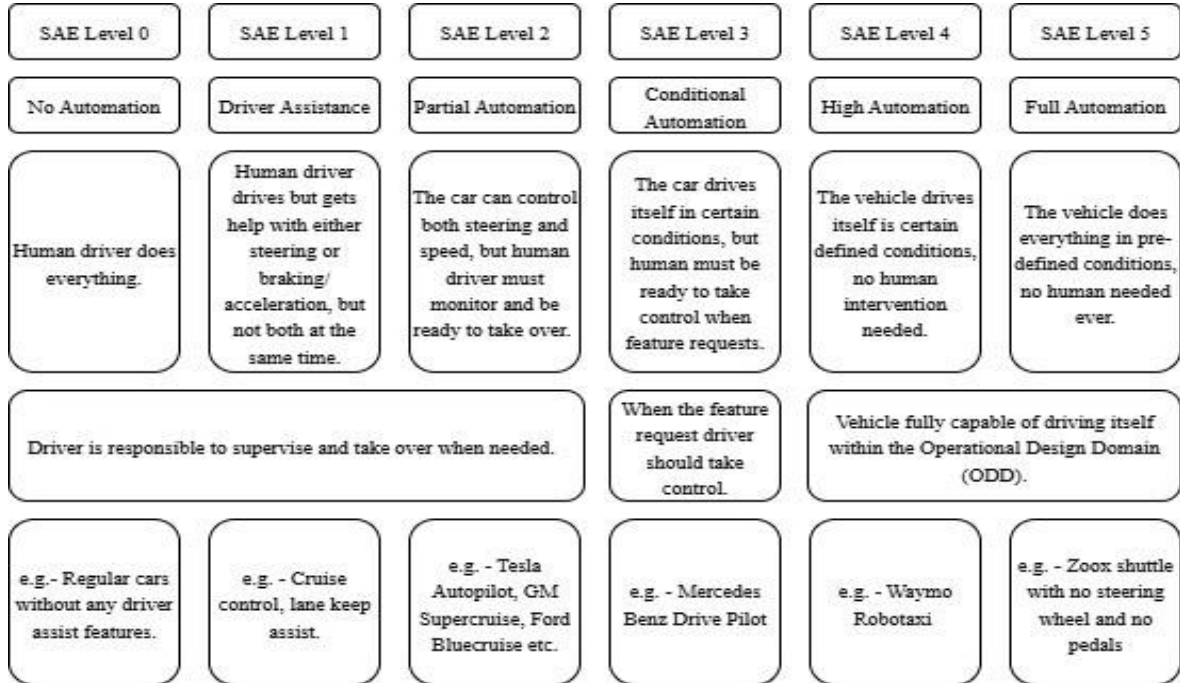 SAE Level 0
SAE Level 1
SAE Level 2
SAE Level 3
SAE Level 4
SAE Level 5
No Automation
Driver Assistance
Partial Automation
Conditional
Automation
High Automation
Full Automation
Human driver does
everything.
Human driver
drives but gets
help with either
steering or
braking/
acceleration, but
not both at the
same time.
The car can control
both steering and
speed, but human
driver must
monitor and be
ready to take over.
The car drives
itself in certain
conditions, but
human must be
ready to take
control when
feature requests.
The vehicle drives
itself is certain
defined conditions,
no human
intervention
needed.
The vehicle does
everything in pre-
defined conditions,
no human needed
ever.
Driver is responsible to supervise and take over when needed.
When the feature
request driver
should take
control.
Vehicle fully capable of driving itself
within the Operational Design Domain
(ODD).
e.g.- Regular cars
without any driver
assist features.
e.g. - Cruise
control, lane keep
assist.
e.g. - Tesla
Autopilot, GM
Supercruise, Ford
Bluecruise etc.
e.g. - Mercedes
Benz Drive Pilot
e.g. - Waymo
Robotaxi
e.g. - Zoox shuttle
with no steering
wheel and no
pedals